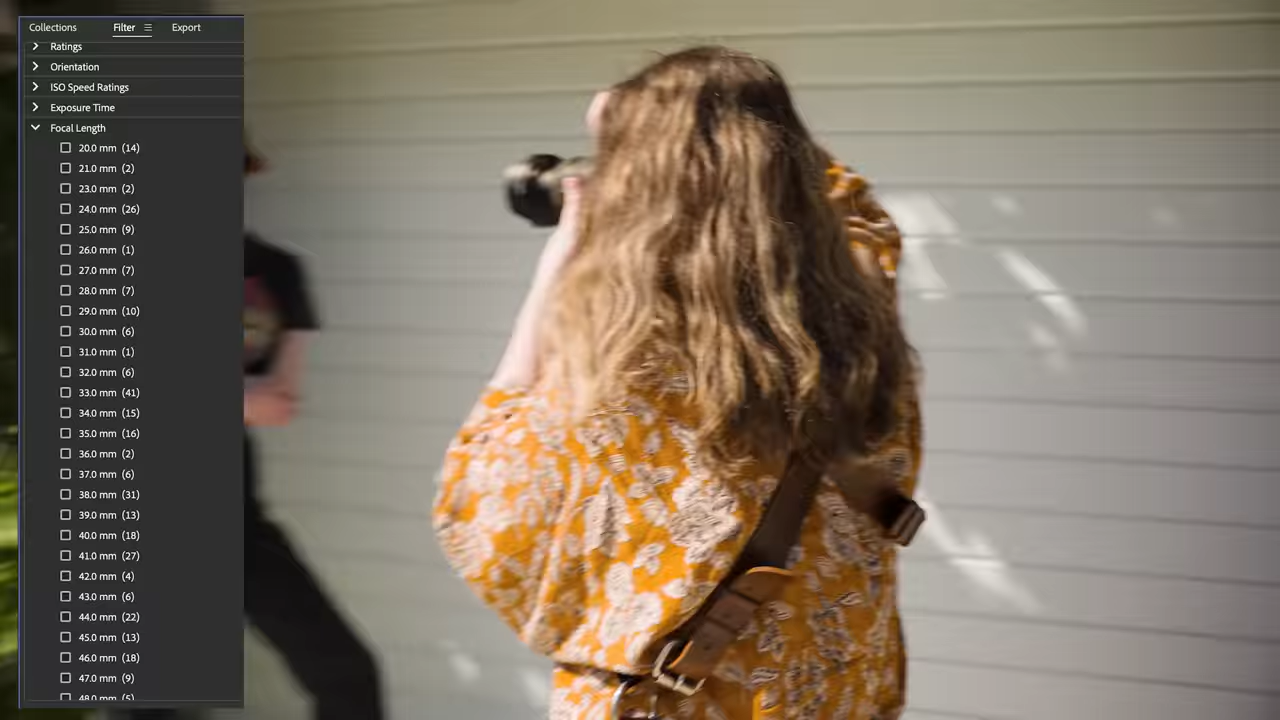 Collections Filter Export
Ratings
Orientation
ISO Speed Ratings
Exposure Time
Focal Length
20.0 mm (14)
21.0 mm (2)
23.0 mm (2)
24.0 mm (26)
25.0 mm (9)
26.0 mm (1)
27.0 mm (7)
28.0 mm (7)
29.0 mm (10)
30.0 mm (6)
31.0 mm (1)
32.0 mm (6)
33.0 mm (41)
34.0 mm (15)
35.0 mm (16)
36.0 mm (2)
37.0 mm (6)
38.0 mm (31)
39.0 mm (13)
40.0 mm (18)
41.0 mm (27)
42.0 mm (4)
43.0 mm (6)
44.0 mm (22)
45.0 mm (13)
46.0 mm (18)
47.0 mm (9)
48.0 mm (5)